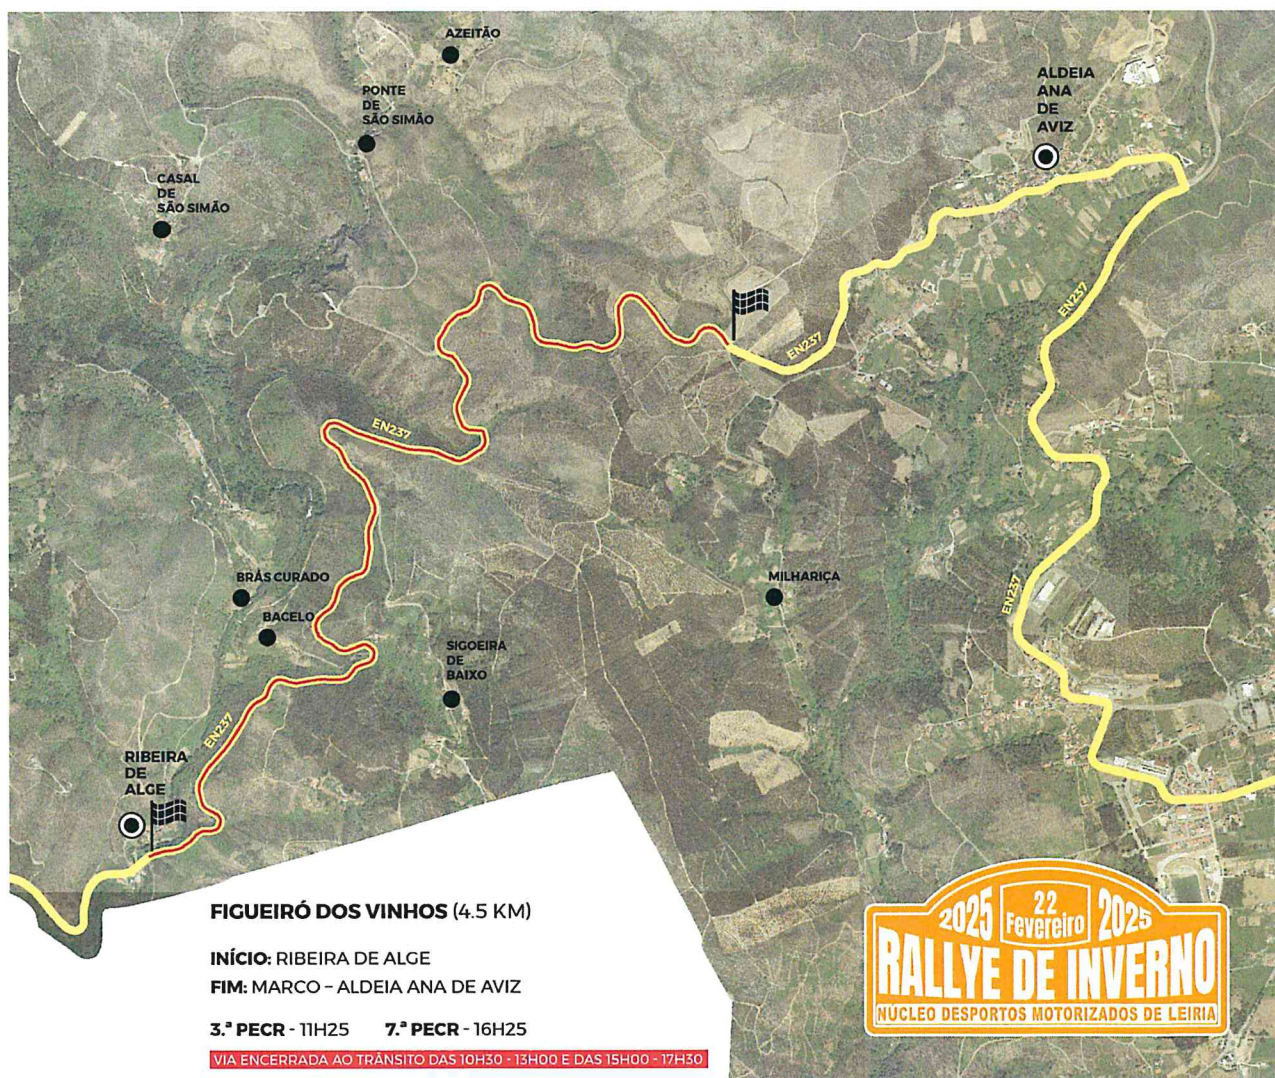 AZEITÃO
PONTE
DE
SÃO SIMÃO
ALDEIA
ANA
DE
AVIZ
CASAL
DE
SÃO SIMÃO
EN237
EN237
EN237
BRÁS CURADO
BACELO
MILHARIÇA
EN237
SIGOEIRA
DE
BAIXO
EN237
RIBEIRA
DE
ALGE
FIGUEIRÓ DOS VINHOS (4.5 KM)
INÍCIO: RIBEIRA DE ALGE
FIM: MARCO – ALDEIA ANA DE AVIZ
3.ª PECR - 11H25 7.ª PECR - 16H25
VIA ENCERRADA AO TRÂNSITO DAS 10H30 - 13H00 E DAS 15H00 - 17H30
2025 22 Fevereiro 2025
RALLYE DE INVERNO
NÚCLEO DESPORTOS MOTORIZADOS DE LEIRIA